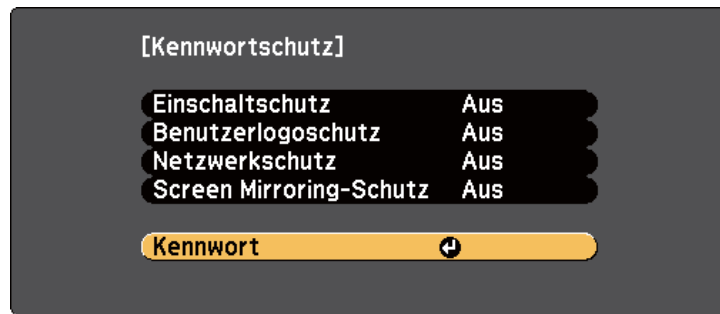 [Kennwortschutz]
Einschaltschutz Aus
Benutzerlogoschutz Aus
Netzwerkschutz Aus
Screen Mirroring-Schutz Aus
Kennwort